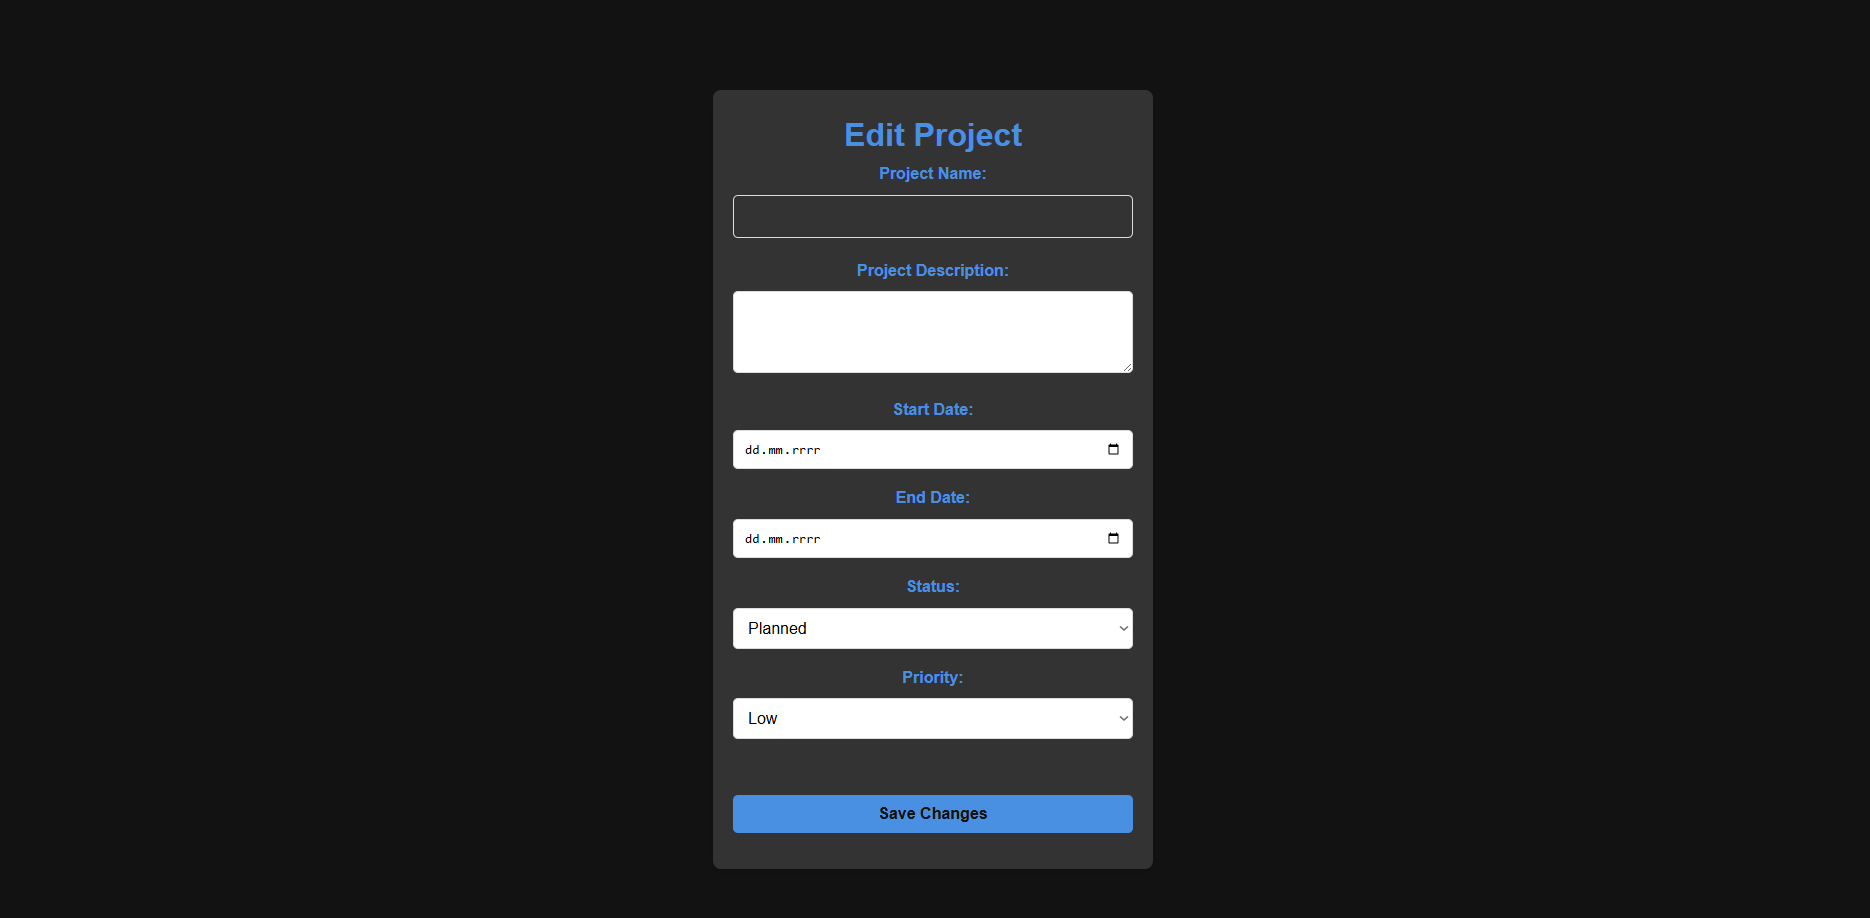 Edit Project
Project Name:
Project Description:
Start Date:
dd.mm.rrrr
End Date:
dd.mm.rrrr
Status:
Planned
Priority:
Low
Save Changes